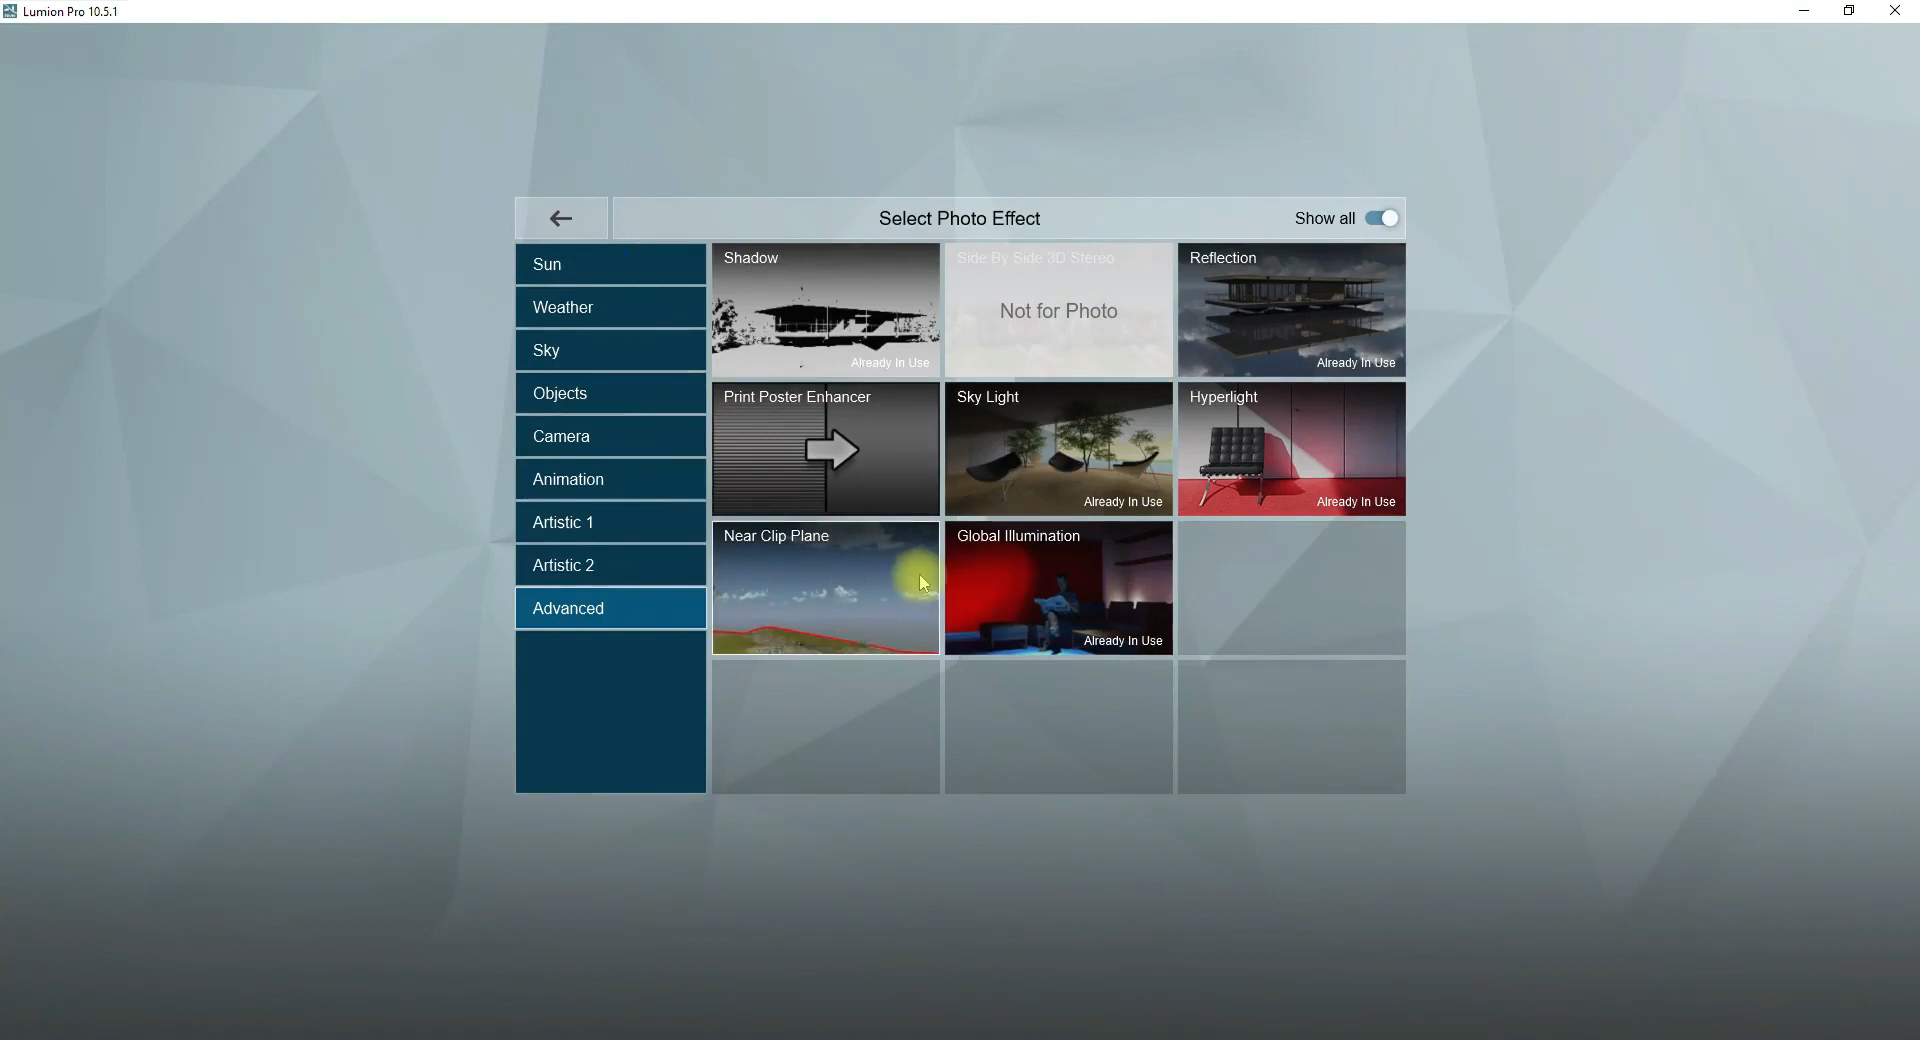 Lumion Pro 10.5.1
Select Photo Effect
Show all
Sun
Weather
Sky
Objects
Camera
Animation
Artistic 1
Artistic 2
Advanced
Shadow
Already In Use
Side By Side 3D Stereo
Not for Photo
Reflection
Already In Use
Print Poster Enhancer
Sky Light
Already In Use
Hyperlight
Already In Use
Near Clip Plane
Global Illumination
Already In Use